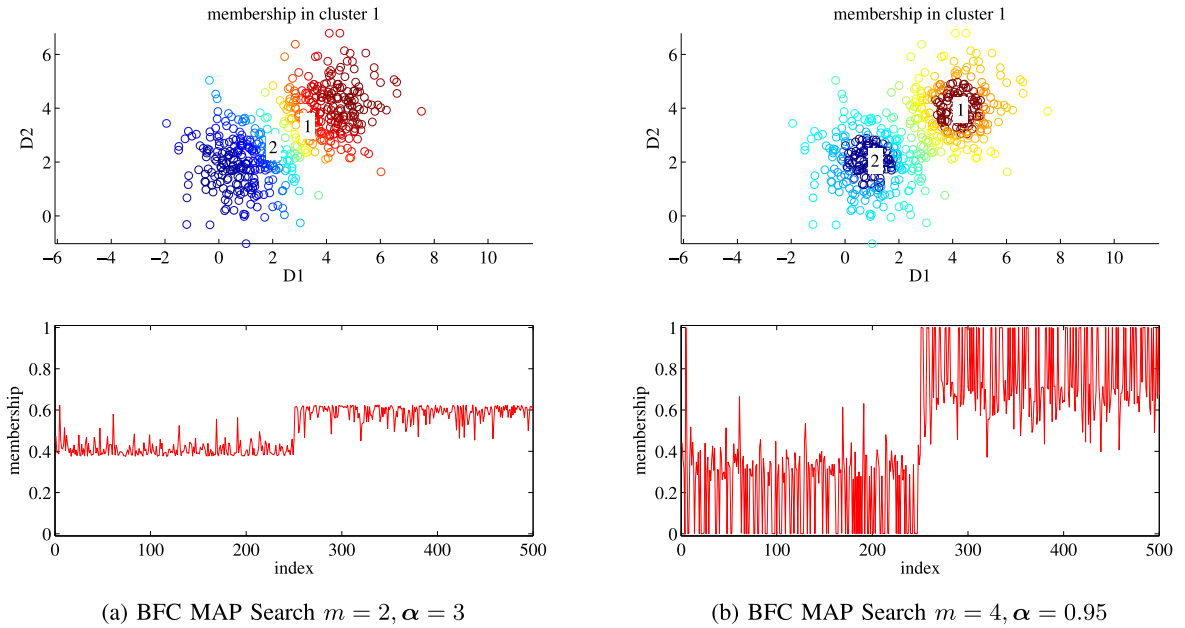 membership in cluster 1
6
4
2
0
D2
1
2
−6 −4 −2 0 2 4 6 8 10
D1
membership in cluster 1
6
4
2
0
D2
1
2
−6 −4 −2 0 2 4 6 8 10
D1
1
0.8
0.6
0.4
0.2
0
membership
0 100 200 300 400 500
index
1
0.8
0.6
0.4
0.2
0
membership
0 100 200 300 400 500
index
(a) BFC MAP Search m = 2, α = 3
(b) BFC MAP Search m = 4, α = 0.95